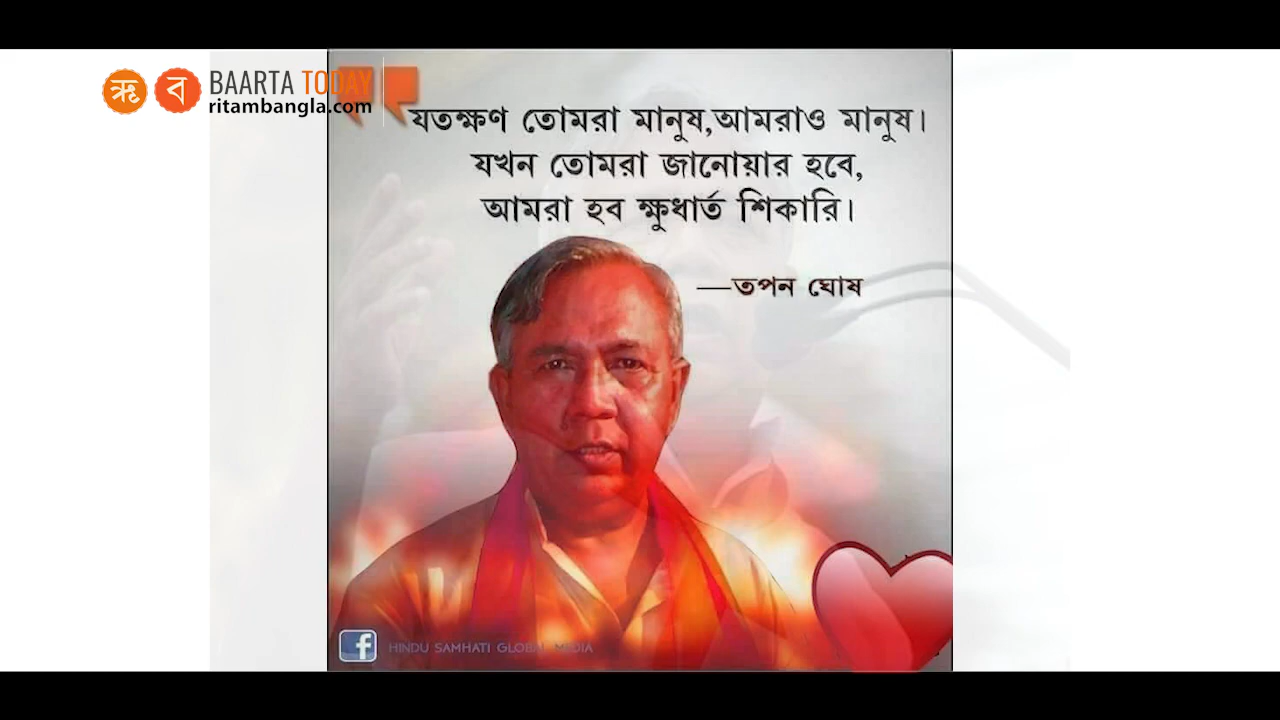 ঋ ব BAARTA TODAY
ritambangla.com
যতক্ষণ তোমরা মানুষ,আমরাও মানুষ।
যখন তোমরা জানোয়ার হবে,
আমরা হব ক্ষুধার্ত শিকারি।
—তপন ঘোষ
f HINDU SAMHATI GLOBAL MEDIA